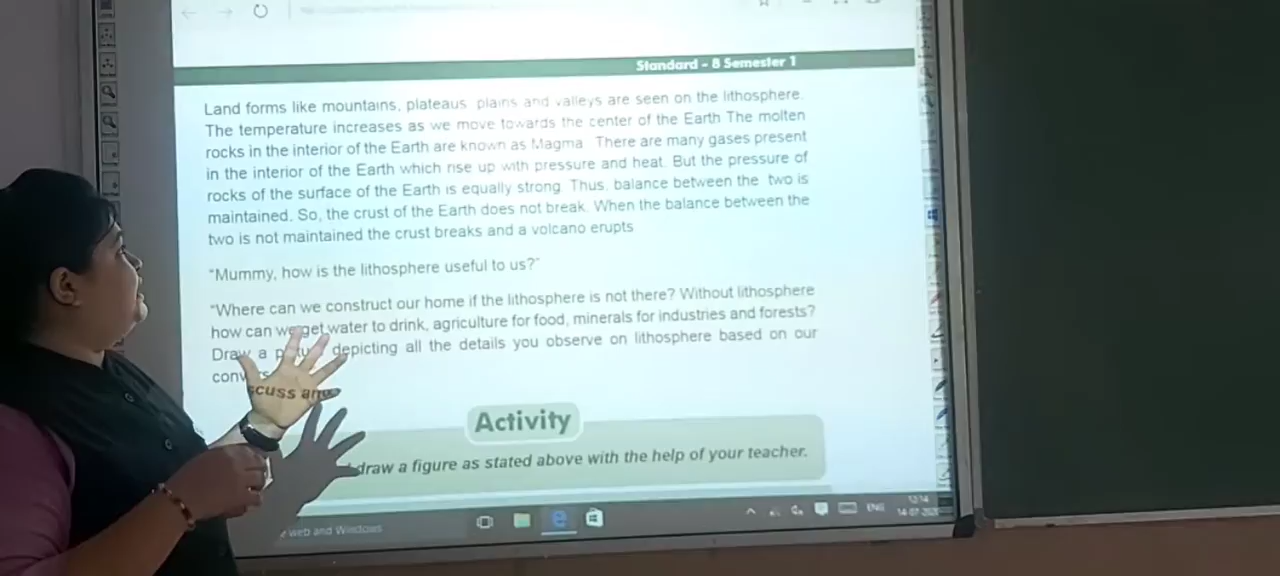 Standard - 8 Semester 1
Land forms like mountains, plateaus plains and valleys are seen on the lithosphere.
The temperature increases as we move towards the center of the Earth The molten
rocks in the interior of the Earth are known as Magma There are many gases present
in the interior of the Earth which rise up with pressure and heat. But the pressure of
rocks of the surface of the Earth is equally strong. Thus, balance between the two is
maintained. So, the crust of the Earth does not break. When the balance between the
two is not maintained the crust breaks and a volcano erupts
"Mummy, how is the lithosphere useful to us?"
"Where can we construct our home if the lithosphere is not there? Without lithosphere
how can we get water to drink, agriculture for food, minerals for industries and forests?
Draw a depicting all the details you observe on lithosphere based on our
Activity
draw a figure as stated above with the help of your teacher.
web and Windows
ENG
12:14